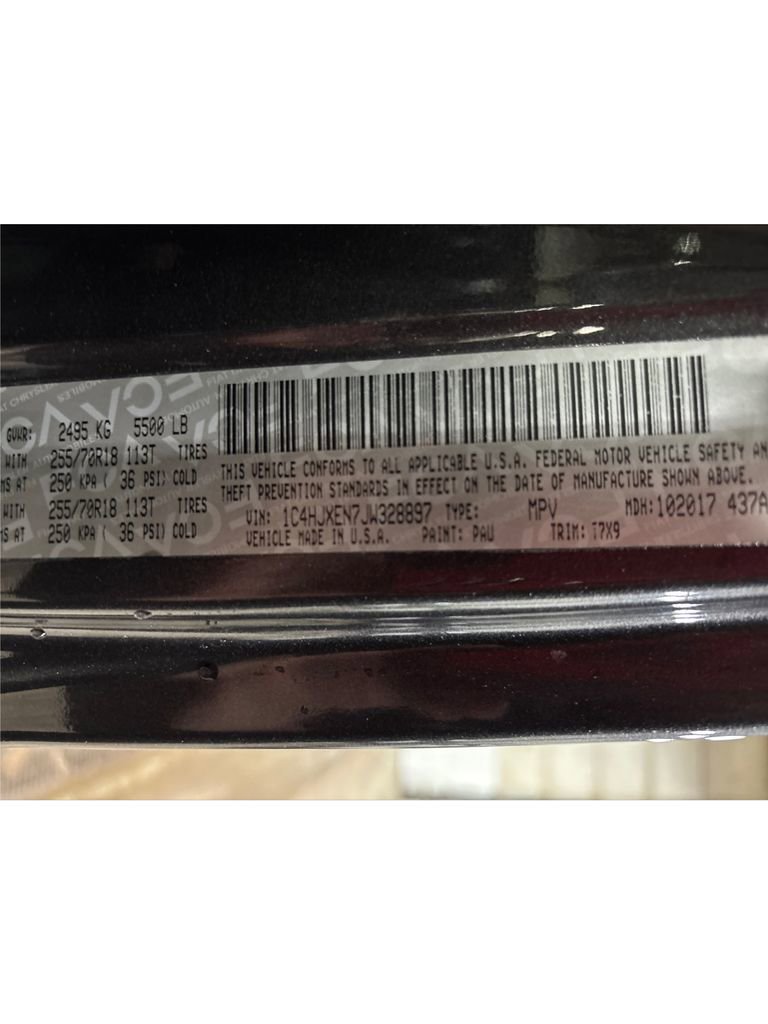 GVWR: 2495 KG 5500 LB
WITH 255/70R18 113T TIRES
MS AT 250 KPA ( 36 PSI) COLD
WITH 255/70R18 113T TIRES
MS AT 250 KPA ( 36 PSI) COLD
THIS VEHICLE CONFORMS TO ALL APPLICABLE U.S.A. FEDERAL MOTOR VEHICLE SAFETY AN
THEFT PREVENTION STANDARDS IN EFFECT ON THE DATE OF MANUFACTURE SHOWN ABOVE.
VIN: 1C4HJXEN7JW328897 TYPE: MPV MDH:102017 437A
VEHICLE MADE IN U.S.A. PAINT: PAU TRIM: T7X9